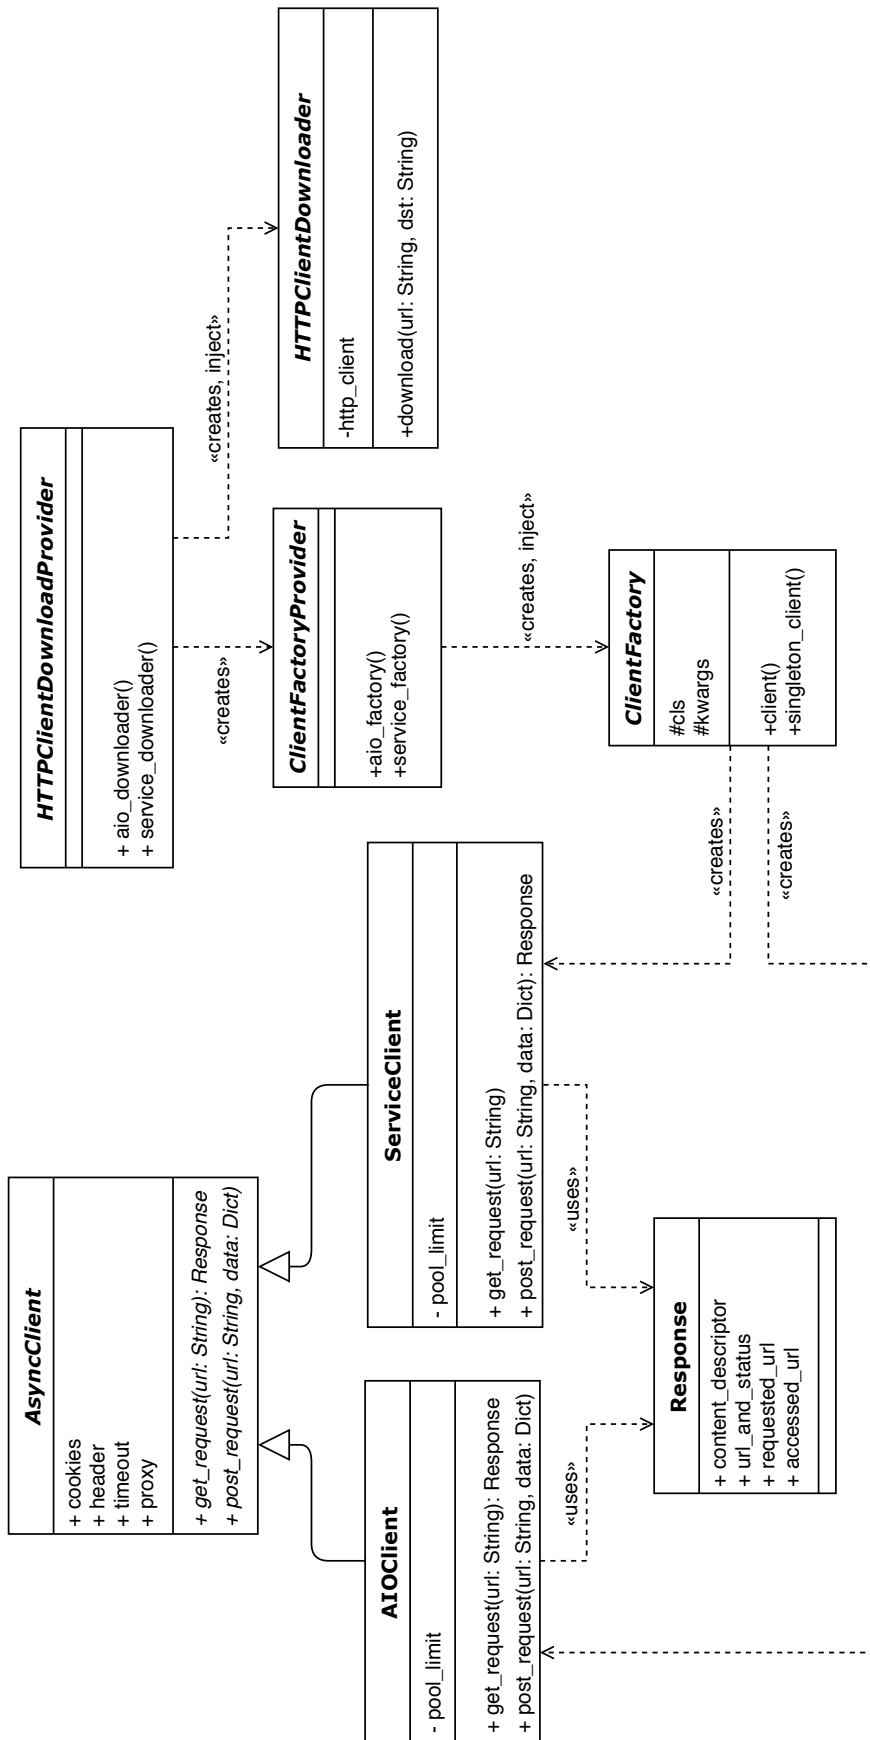 AsyncClient
+ cookies
+ header
+ timeout
+ proxy
+ get_request(url: String): Response
+ post_request(url: String, data: Dict)
HTTPClientDownloadProvider
+ aio_downloader()
+ service_downloader()
«creates, inject»
HTTPClientDownloader
-http_client
+download(url: String, dst: String)
«creates»
ClientFactoryProvider
+aio_factory()
+service_factory()
«creates, inject»
ClientFactory
#cls
#kwargs
+client()
+singleton_client()
«creates»
«creates»
AIOClient
- pool_limit
+ get_request(url: String): Response
+ post_request(url: String, data: Dict)
ServiceClient
- pool_limit
+ get_request(url: String)
+ post_request(url: String, data: Dict): Response
«uses»
«uses»
Response
+ content_descriptor
+ url_and_status
+ requested_url
+ accessed_url